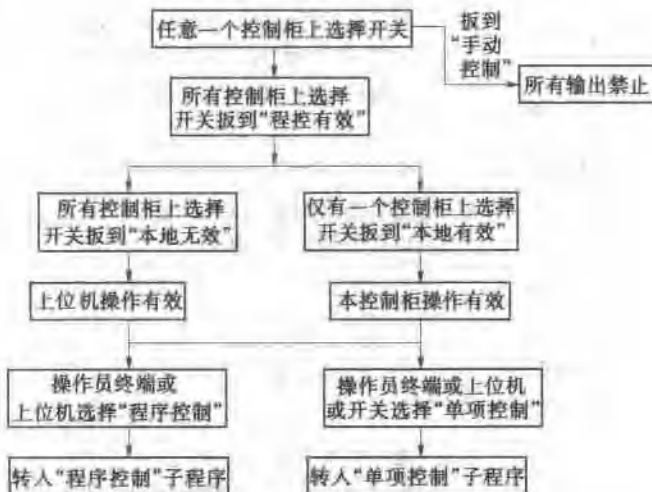 任意一个控制柜上选择开关
扳到
“手动
控制”
所有输出禁止
所有控制柜上选择
开关扳到“程控有效”
所有控制柜上选择
开关扳到“本地无效”
仅有一个控制柜上选择
开关扳到“本地有效”
上位机操作有效
本控制柜操作有效
操作员终端或
上位机选择“程序控制”
操作员终端或上位机
或开关选择“单项控制”
转入“程序控制”子程序
转入“单项控制”子程序